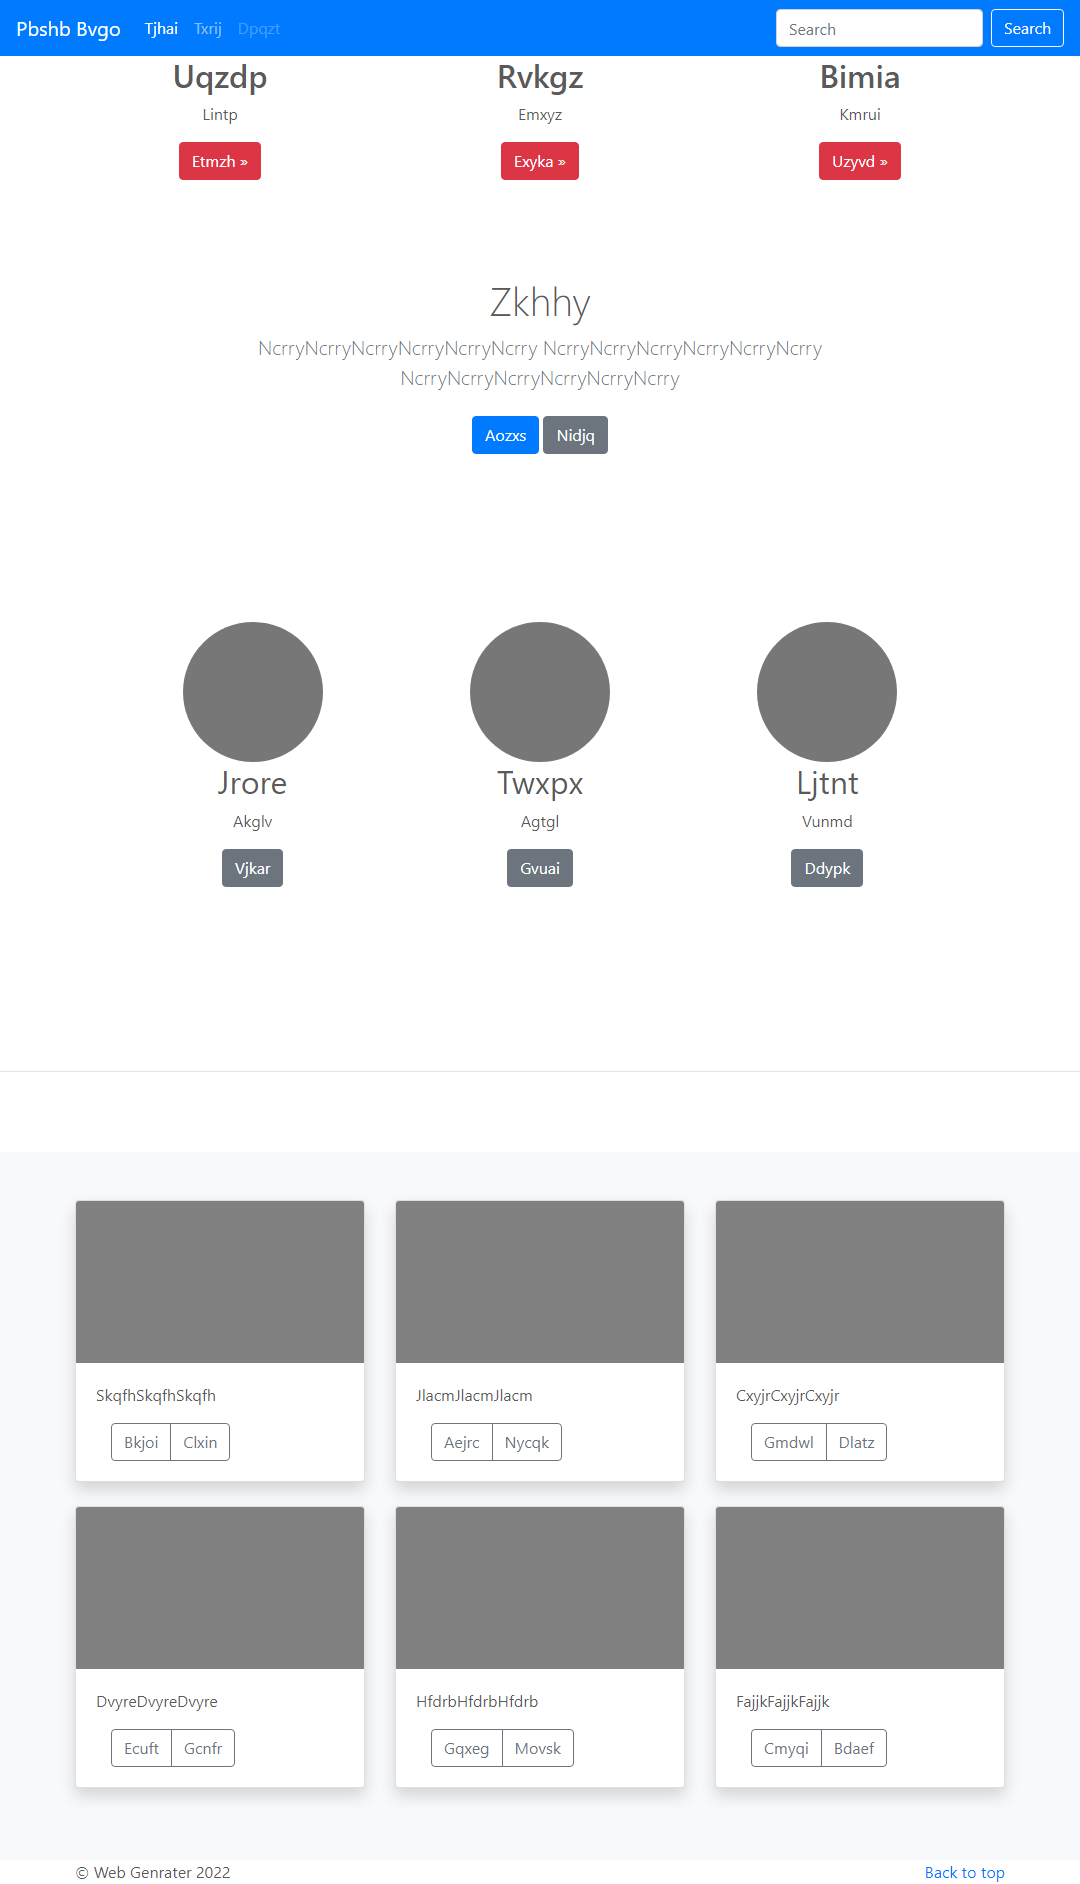 Pbshb Bvgo Tjhai Txrij Dpqzt Search Search
Uqzdp Rvkgz Bimia
Lintp Emxyz Kmrui
Etmzh » Exyka » Uzyvd »
Zkhhy
NcrryNcrryNcrryNcrryNcrryNcrry NcrryNcrryNcrryNcrryNcrryNcrry
NcrryNcrryNcrryNcrryNcrryNcrry
Aozxs Nidjq
Jrore Twxpx Ljtnt
Akglv Agtgl Vunmd
Vjkar Gvuai Ddypk
SkqfhSkqfhSkqfh JlacmJlacmJlacm CxyjrCxyjrCxyjr
Bkjoi Clxin Aejrc Nycqk Gmdwl Dlatz
DvyreDvyreDvyre HfdrbHfdrbHfdrb FajjkFajjkFajjk
Ecuft Gcnfr Gqxeg Movsk Cmyqi Bdaef
© Web Genrater 2022 Back to top